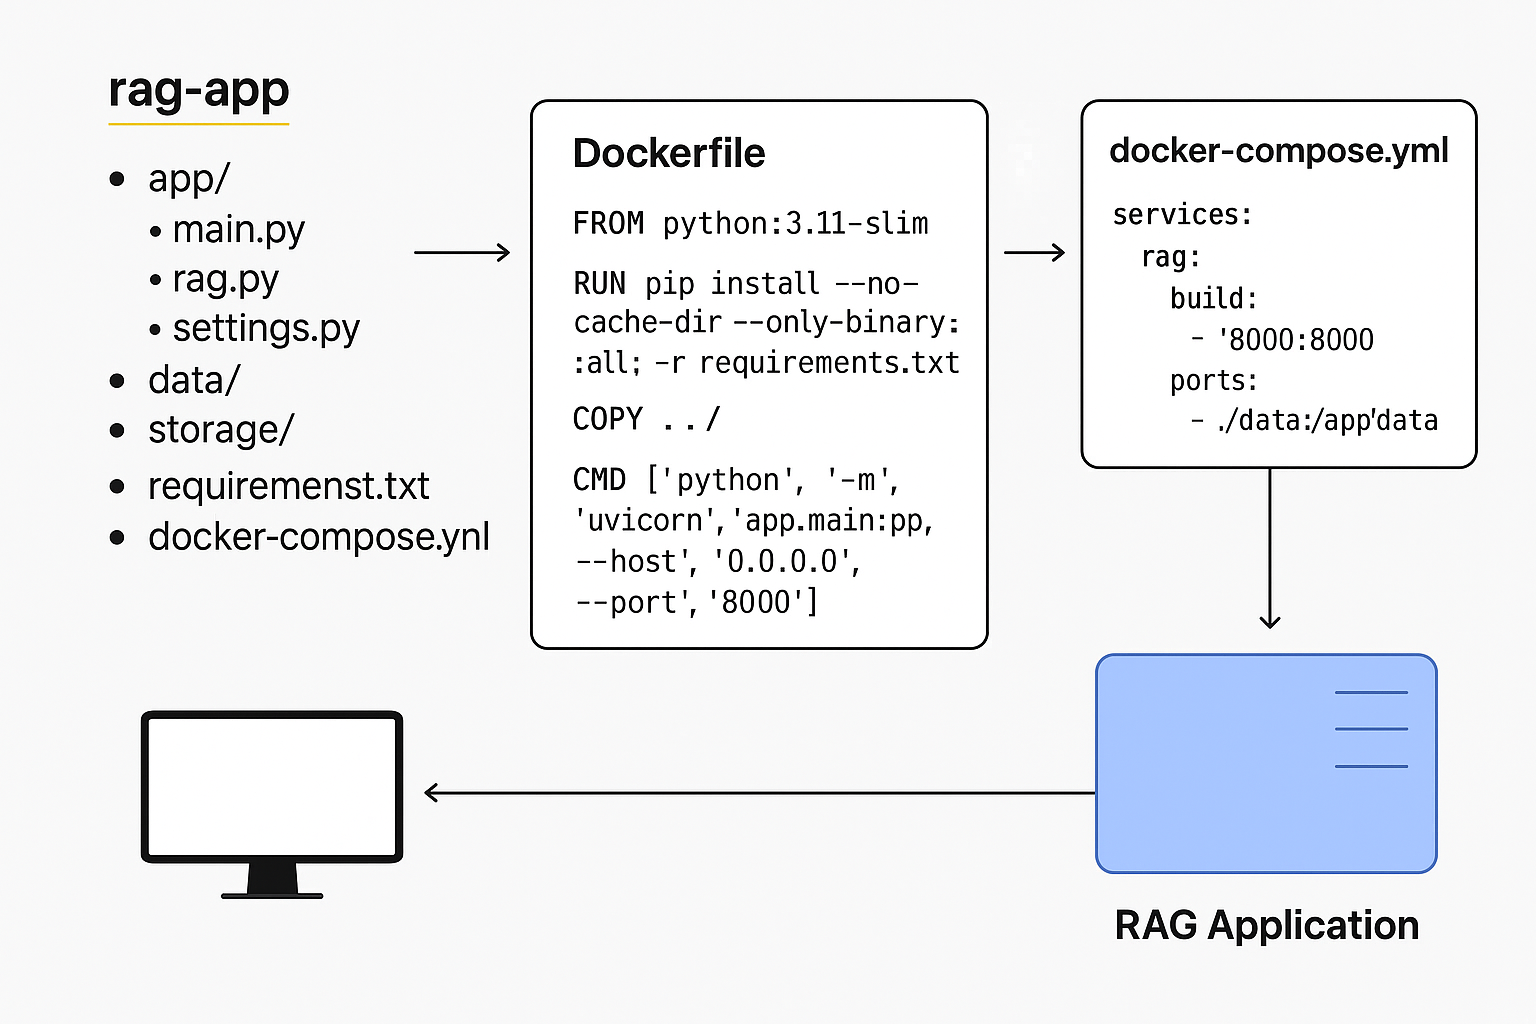 rag-app
• app/
• main.py
• rag.py
• settings.py
• data/
• storage/
• requiremenst.txt
• docker-compose.ynl
Dockerfile
FROM python:3.11-slim
RUN pip install --no-
cache-dir --only-binary:
:all; -r requirements.txt
COPY . . /
CMD ['python', '-m',
'uvicorn', 'app.main:pp,
--host', '0.0.0.0',
--port', '8000']
docker-compose.yml
services:
rag:
build:
- '8000:8000
ports:
- ./data:/app'data
RAG Application